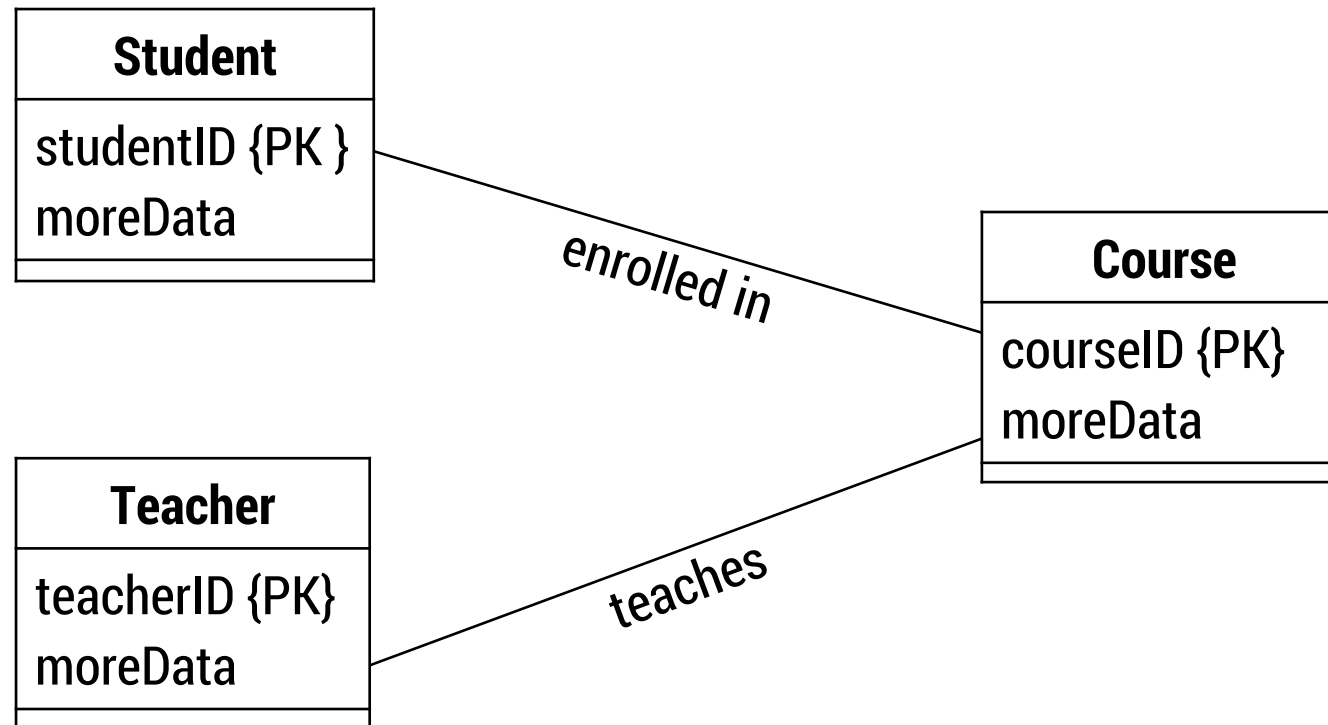 Student
studentID {PK }
moreData
enrolled in
Course
courseID {PK}
moreData
Teacher
teacherID {PK}
moreData
teaches